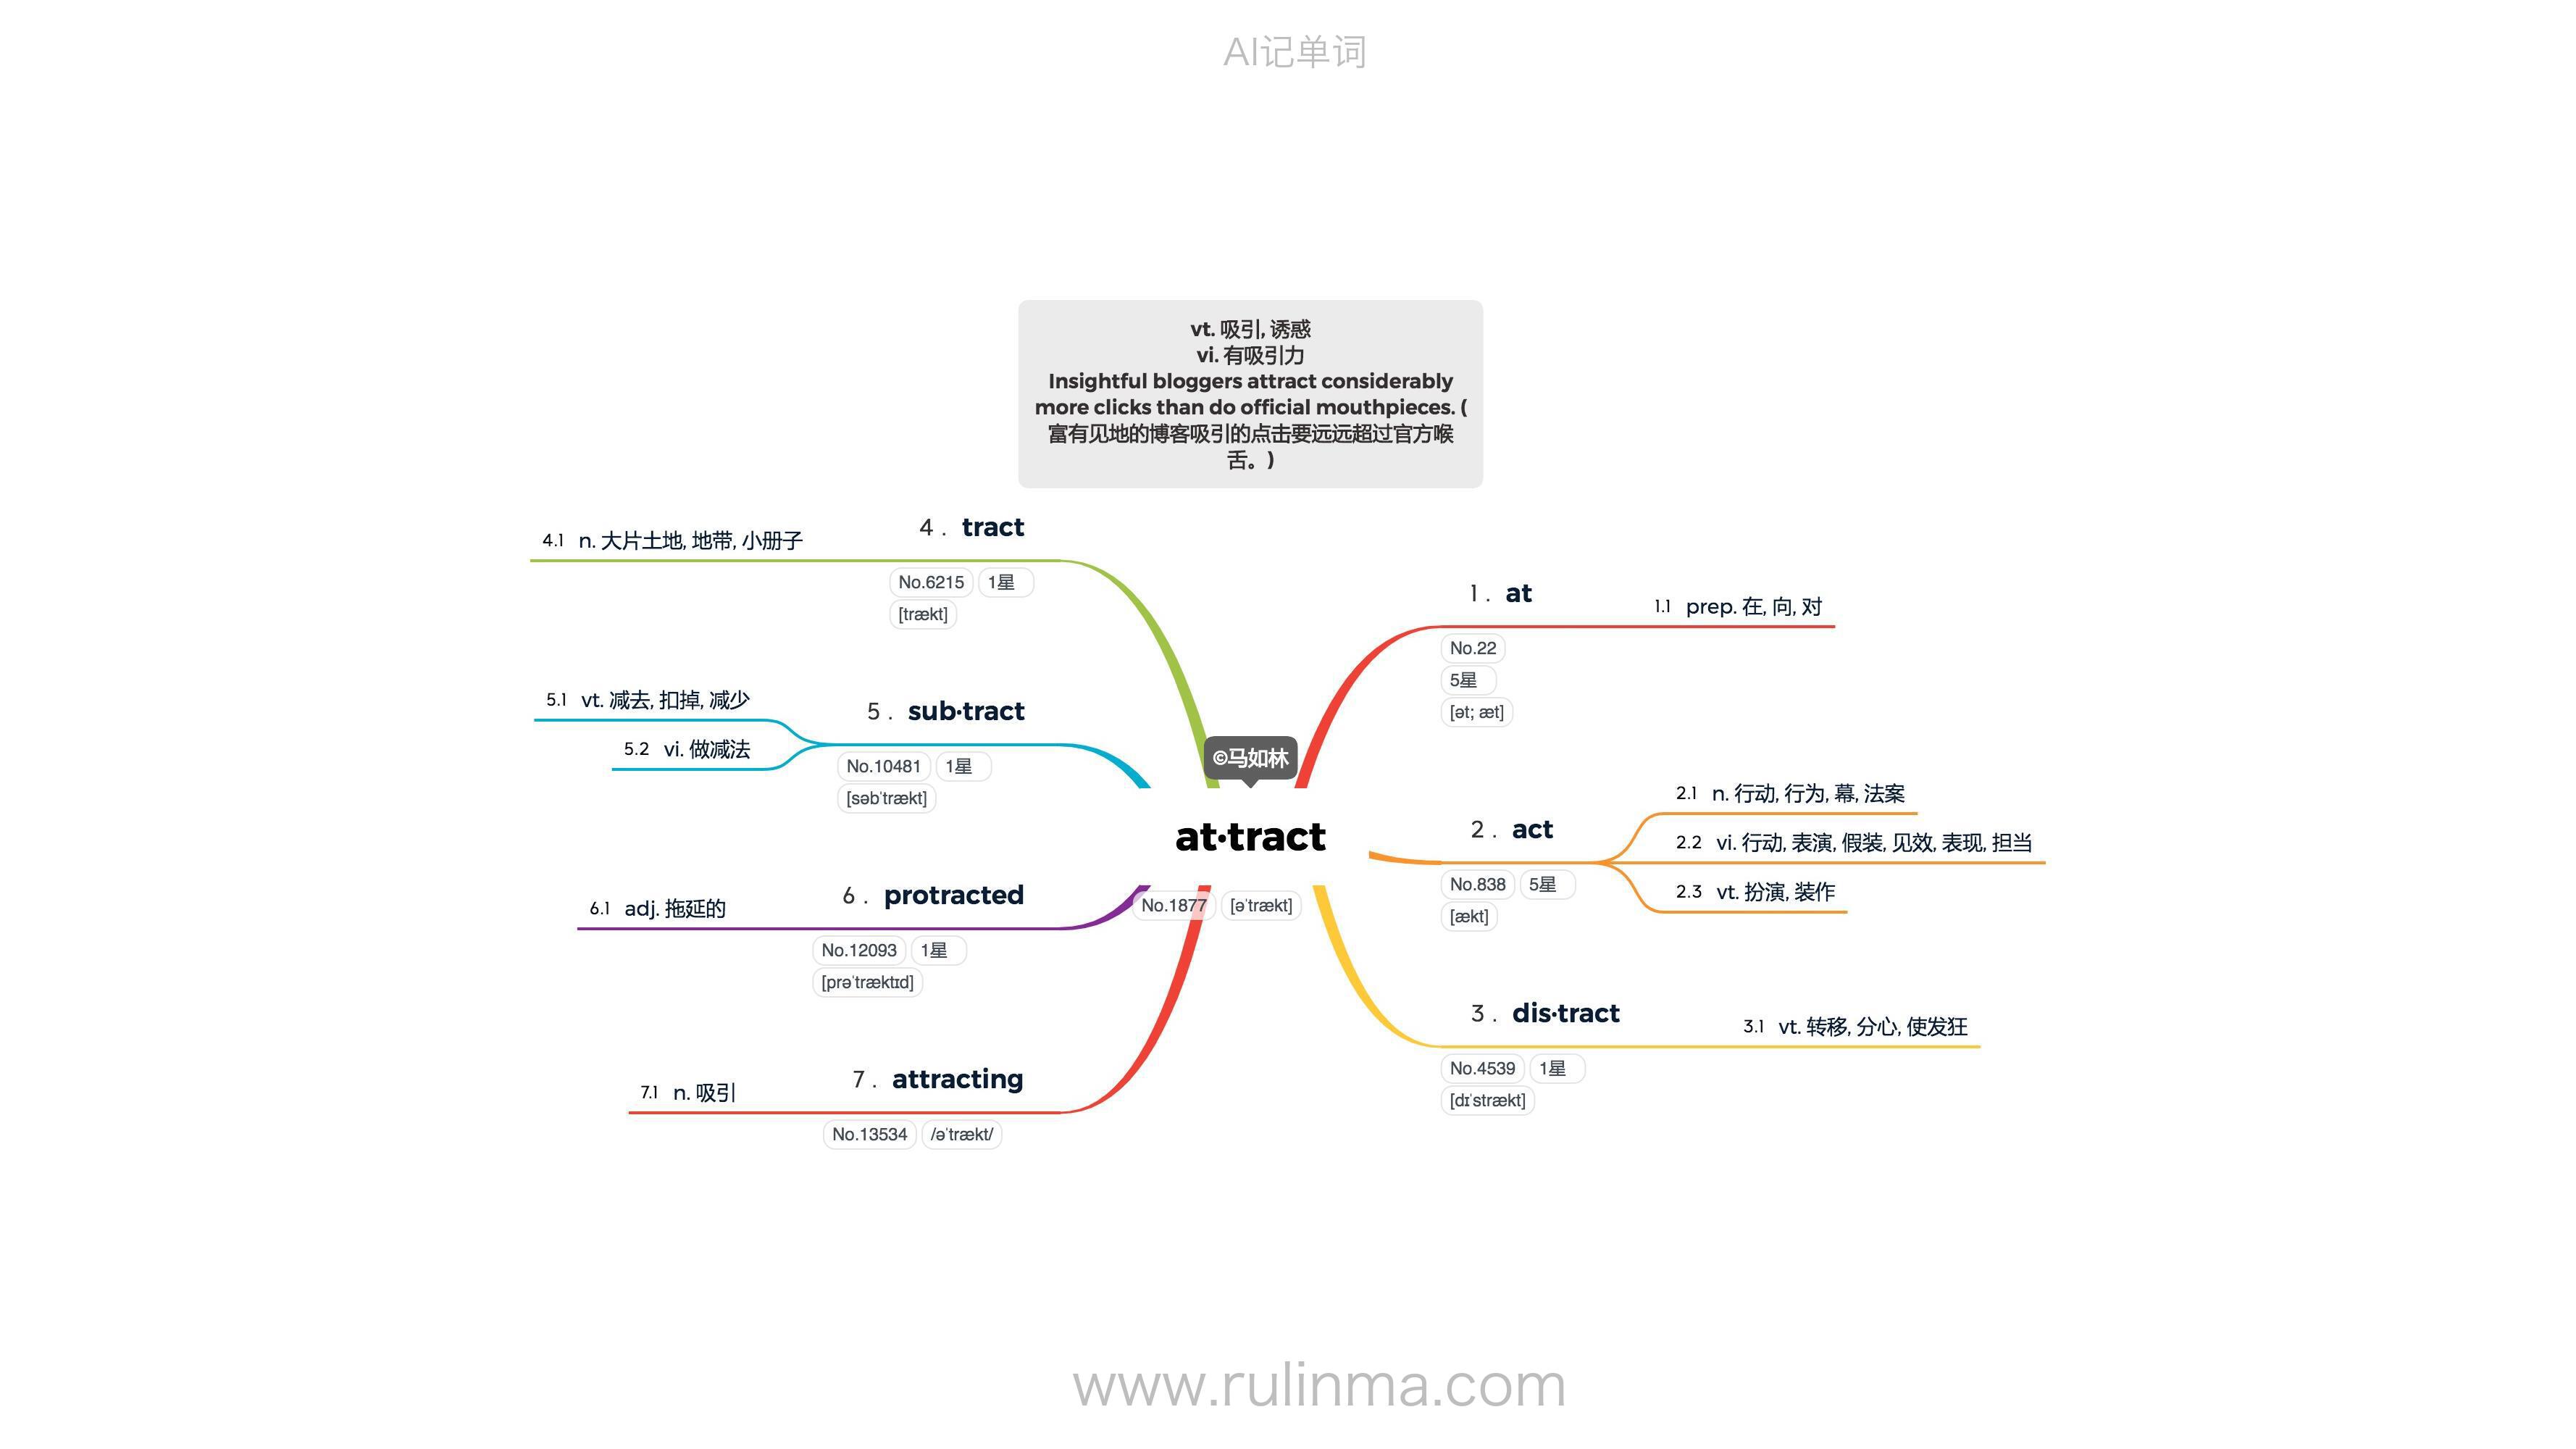 AI记单词
vt. 吸引, 诱惑
vi. 有吸引力
Insightful bloggers attract considerably
more clicks than do official mouthpieces. (
富有见地的博客吸引的点击要远远超过官方喉
舌。)
©马如林
at·tract
No.1877 [əˈtrækt]
1 . at
No.22
5星
[ət; æt]
1.1 prep. 在, 向, 对
2 . act
No.838 5星
[ækt]
2.1 n. 行动, 行为, 幕, 法案
2.2 vi. 行动, 表演, 假装, 见效, 表现, 担当
2.3 vt. 扮演, 装作
3 . dis·tract
No.4539 1星
[dɪˈstrækt]
3.1 vt. 转移, 分心, 使发狂
4 . tract
No.6215 1星
[trækt]
4.1 n. 大片土地, 地带, 小册子
5 . sub·tract
No.10481 1星
[səbˈtrækt]
5.1 vt. 减去, 扣掉, 减少
5.2 vi. 做减法
6 . protracted
No.12093 1星
[prəˈtræktɪd]
6.1 adj. 拖延的
7 . attracting
No.13534 /əˈtrækt/
7.1 n. 吸引
www.rulinma.com